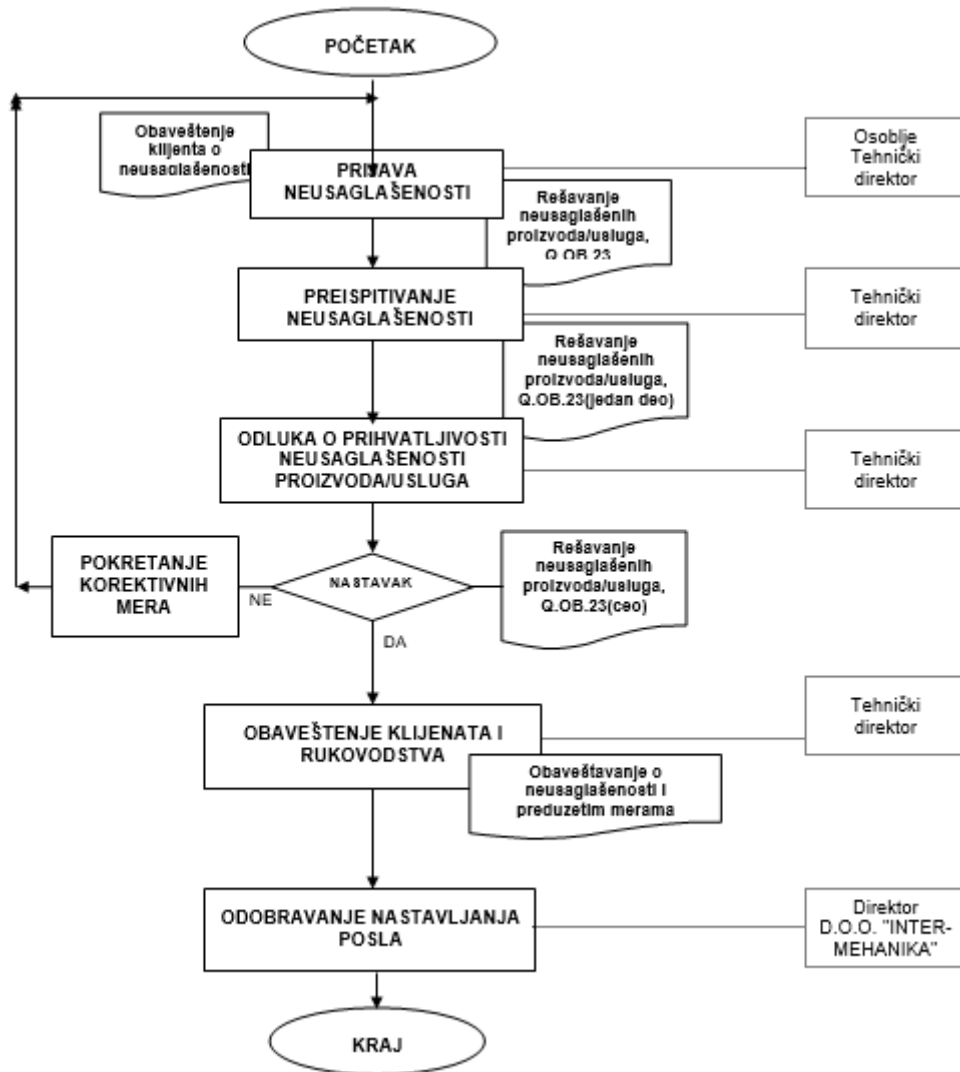 POČETAK
Obaveštenje
klijenta o
neusaglašenosti
PRIJAVA
NEUSAGLAŠENOSTI
Osoblje
Tehnički
direktor
Rešavanje
neusaglašenih
proizvoda/usluga,
Q.OB.23
PREISPITIVANJE
NEUSAGLAŠENOSTI
Tehnički
direktor
Rešavanje
neusaglašenih
proizvoda/usluga,
Q.OB.23(jedan deo)
ODLUKA O PRIHVATLJIVOSTI
NEUSAGLAŠENOSTI
PROIZVODA/USLUGA
Tehnički
direktor
POKRETANJE
KOREKTIVNIH
MERA
NE
NASTAVAK
DA
Rešavanje
neusaglašenih
proizvoda/usluga,
Q.OB.23(ceo)
OBAVEŠTENJE KLIJENATA I
RUKOVODSTVA
Tehnički
direktor
Obaveštavanje o
neusaglašenosti i
preduzetim merama
ODOBRAVANJE NASTAVLJANJA
POSLA
Direktor
D.O.O. "INTER-
MEHANIKA"
KRAJ